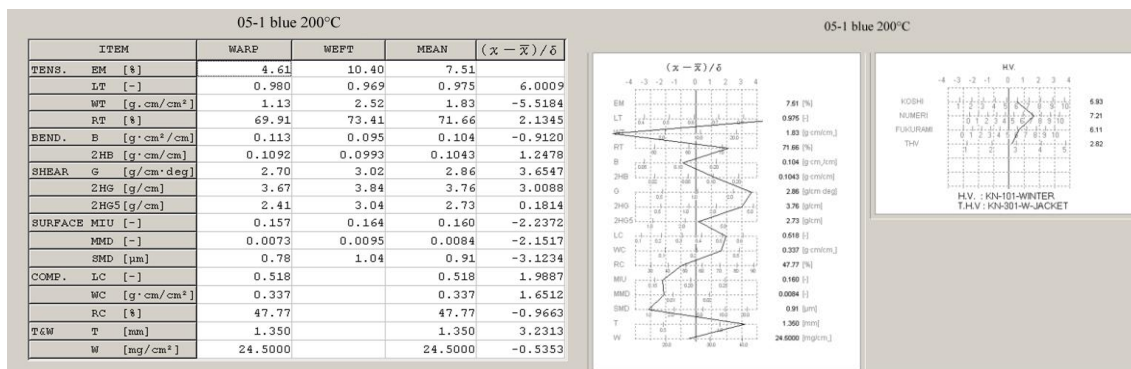 05-1 blue 200°C
ITEM WARP WEFT MEAN (x − x̄)/δ
TENS. EM [%] 4.61 10.40 7.51
LT [-] 0.980 0.969 0.975 6.0009
WT [g.cm/cm²] 1.13 2.52 1.83 −5.5184
RT [%] 69.91 73.41 71.66 2.1345
BEND. B [g·cm²/cm] 0.113 0.095 0.104 −0.9120
2HB [g·cm/cm] 0.1092 0.0993 0.1043 1.2478
SHEAR G [g/cm·deg] 2.70 3.02 2.86 3.6547
2HG [g/cm] 3.67 3.84 3.76 3.0088
2HG5 [g/cm] 2.41 3.04 2.73 0.1814
SURFACE MIU [-] 0.157 0.164 0.160 −2.2372
MMD [-] 0.0073 0.0095 0.0084 −2.1517
SMD [μm] 0.78 1.04 0.91 −3.1234
COMP. LC [-] 0.518 0.518 1.9887
WC [g·cm/cm²] 0.337 0.337 1.6512
RC [%] 47.77 47.77 −0.9663
T&W T [mm] 1.350 1.350 3.2313
W [mg/cm²] 24.5000 24.5000 −0.5353
05-1 blue 200°C
(x − x̄)/δ
-4 -3 -2 -1 0 1 2 3 4
EM 7.51 [%]
LT 0.975 [-]
1.83 [g·cm/cm,]
RT 71.66 [%]
B 0.104 [g·cm,/cm]
2HB 0.1043 [g·cm/cm]
G 2.86 [g/cm·deg]
2HG 3.76 [g/cm]
2HG5 2.73 [g/cm]
LC 0.518 [-]
WC 0.337 [g·cm/cm,]
RC 47.77 [%]
MIU 0.160 [-]
MMD 0.0084 [-]
SMD 0.91 [μm]
T 1.350 [mm]
W 24.5000 [mg/cm,]
H.V.
-4 -3 -2 -1 0 1 2 3 4
KOSHI 6.93
NUMERI 7.21
FUKURAMI 6.11
THV 2.82
H.V. : KN-101-WINTER
T.H.V : KN-301-W-JACKET